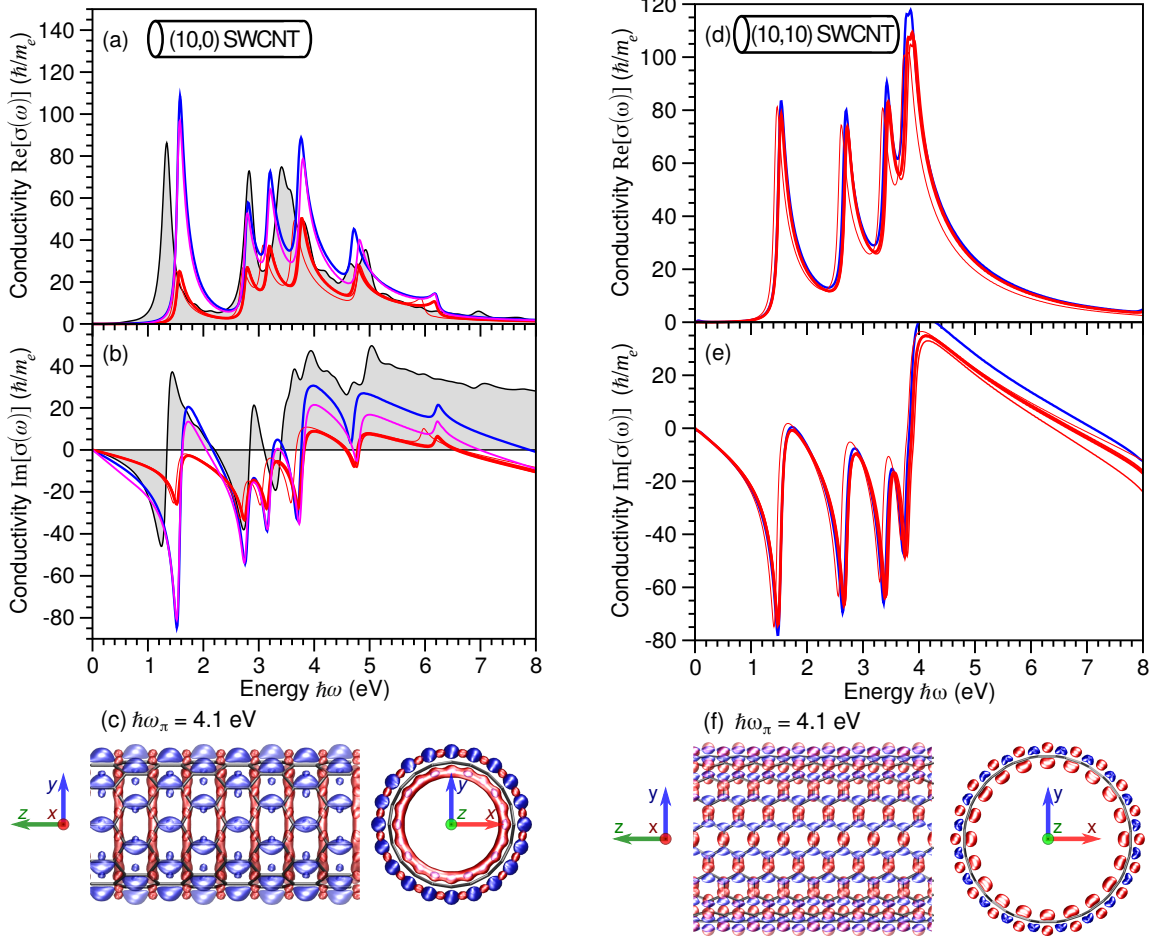 (a)
(10,0) SWCNT
Conductivity Re[σ(ω)] (ℏ/mₑ)
140
120
100
80
60
40
20
0
(b)
Conductivity Im[σ(ω)] (ℏ/mₑ)
40
20
0
-20
-40
-60
-80
0 1 2 3 4 5 6 7 8
Energy ℏω (eV)
(c) ℏωπ = 4.1 eV
y
z x
y
z x
(d)
(10,10) SWCNT
Conductivity Re[σ(ω)] (ℏ/mₑ)
120
100
80
60
40
20
0
(e)
Conductivity Im[σ(ω)] (ℏ/mₑ)
20
0
-20
-40
-60
-80
0 1 2 3 4 5 6 7 8
Energy ℏω (eV)
(f) ℏωπ = 4.1 eV
y
z x
y
z x